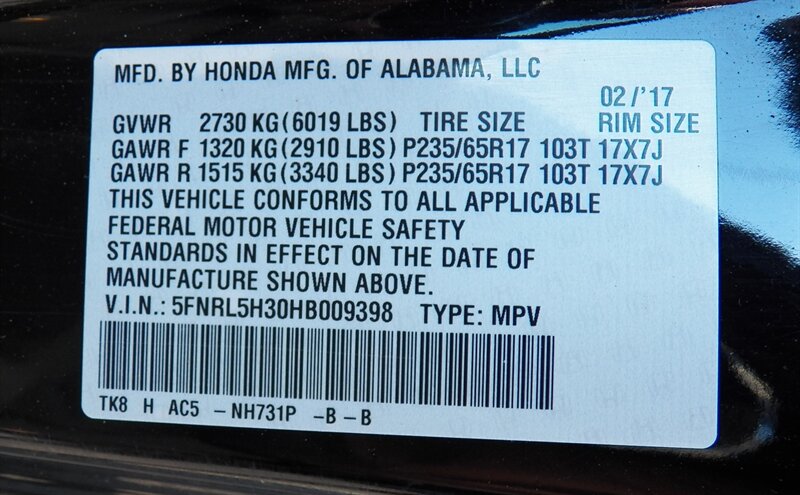 MFD. BY HONDA MFG. OF ALABAMA, LLC
02/'17
GVWR 2730 KG(6019 LBS) TIRE SIZE RIM SIZE
GAWR F 1320 KG(2910 LBS) P235/65R17 103T 17X7J
GAWR R 1515 KG(3340 LBS) P235/65R17 103T 17X7J
THIS VEHICLE CONFORMS TO ALL APPLICABLE
FEDERAL MOTOR VEHICLE SAFETY
STANDARDS IN EFFECT ON THE DATE OF
MANUFACTURE SHOWN ABOVE.
V.I.N.: 5FNRL5H30HB009398 TYPE: MPV
TK8 H AC5 -NH731P -B-B